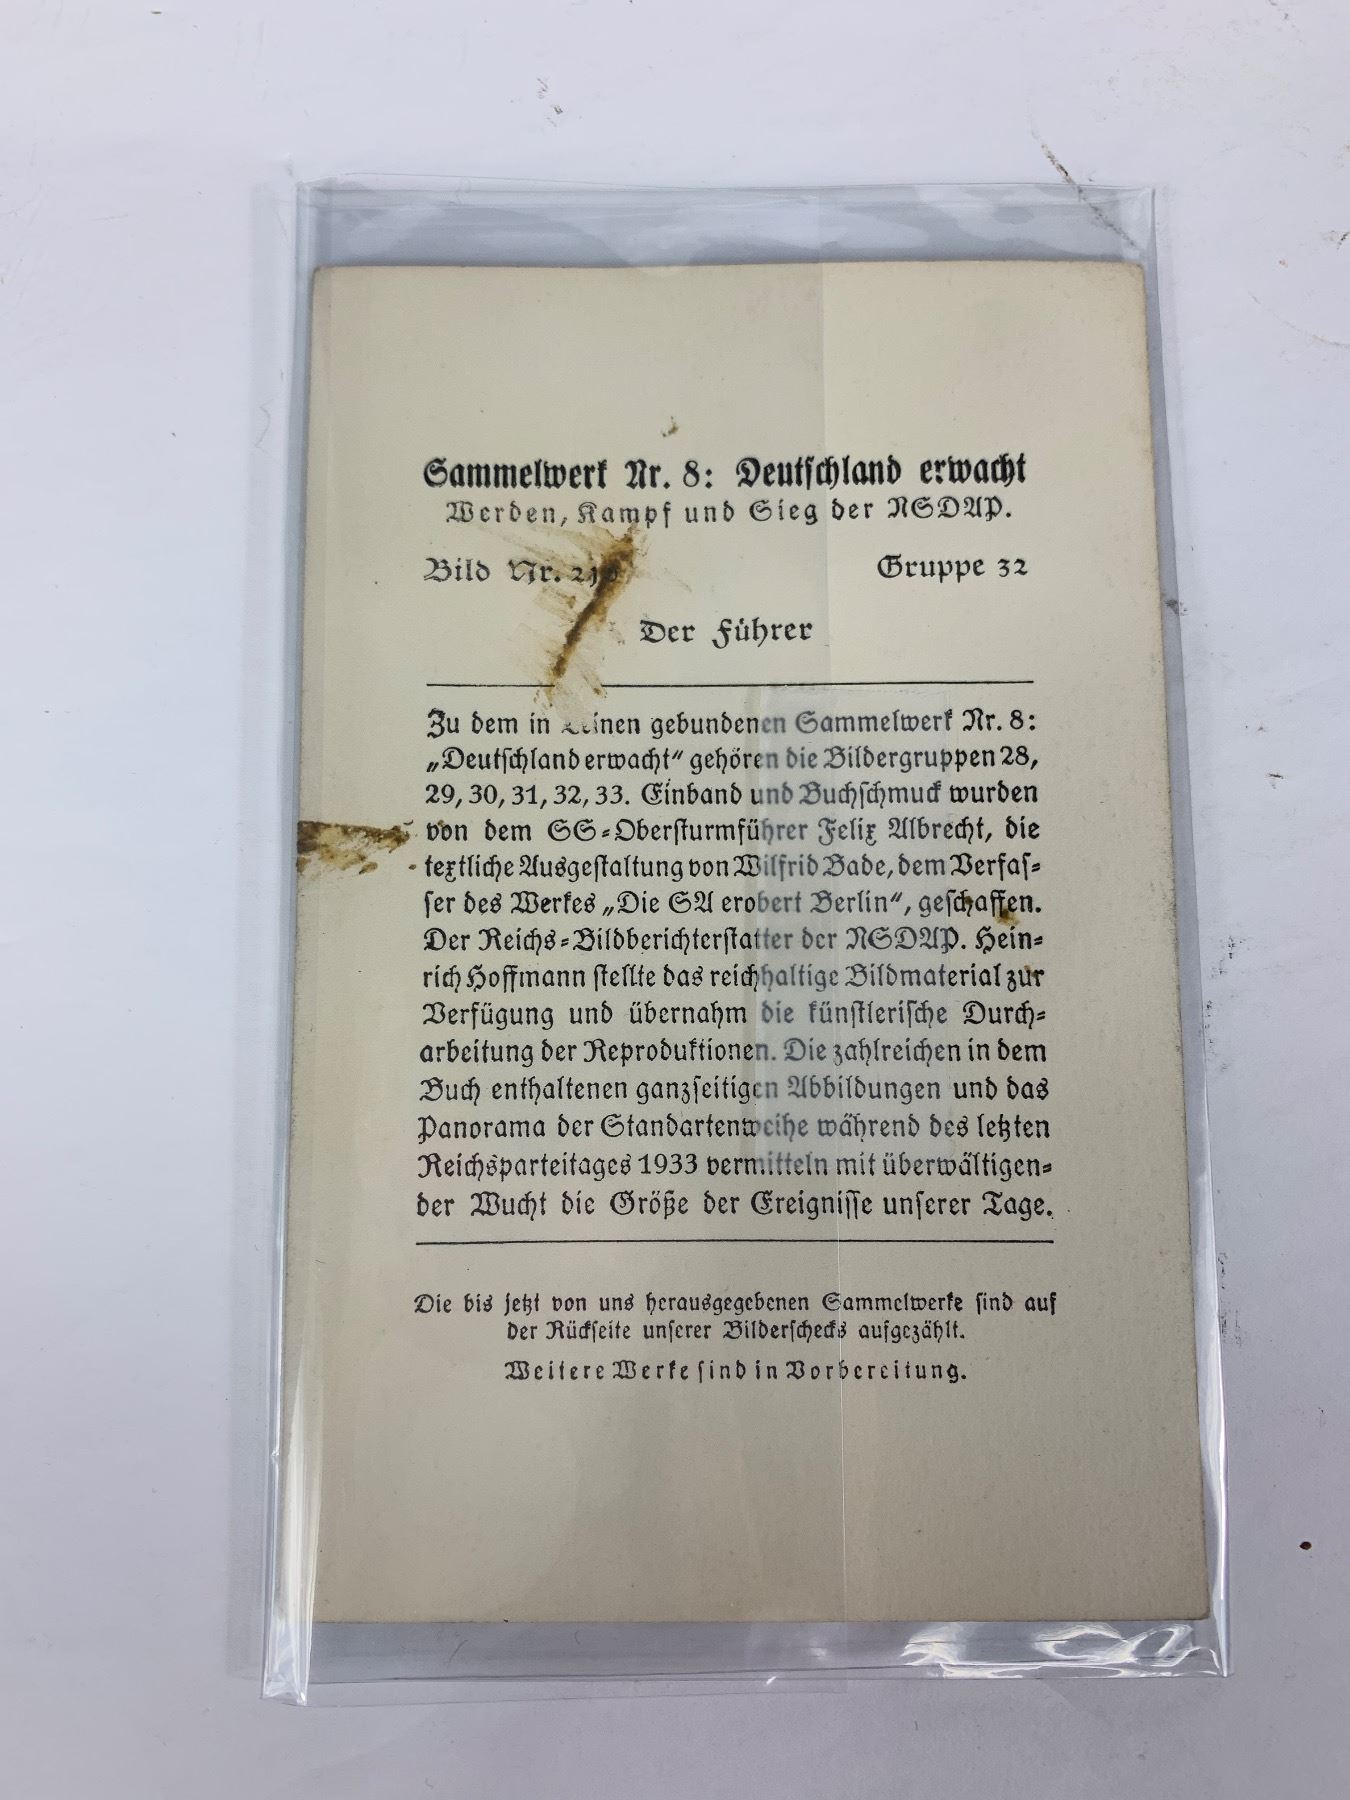 Sammelwerk Nr. 8: Deutschland erwacht
Werden, Kampf und Sieg der NSDAP.
Bild Nr.
Gruppe 32
Der Führer
Zu dem in Leinen gebundenen Sammelwerk Nr. 8:
„Deutschland erwacht“ gehören die Bildergruppen 28,
29, 30, 31, 32, 33. Einband und Buchschmuck wurden
von dem SS-Obersturmführer Felix Albrecht, die
textliche Ausgestaltung von Wilfrid Bade, dem Verfas-
ser des Werkes „Die SA erobert Berlin“, geschaffen.
Der Reichs-Bildberichterstatter der NSDAP. Hein-
rich Hoffmann stellte das reichhaltige Bildmaterial zur
Verfügung und übernahm die künstlerische Durch-
arbeitung der Reproduktionen. Die zahlreichen in dem
Buch enthaltenen ganzseitigen Abbildungen und das
Panorama der Standartenweihe während des letzten
Reichsparteitages 1933 vermitteln mit überwältigen-
der Wucht die Größe der Ereignisse unserer Tage.
Die bis jetzt von uns herausgegebenen Sammelwerke sind auf
der Rückseite unserer Bilderschecks aufgezählt.
Weitere Werke sind in Vorbereitung.